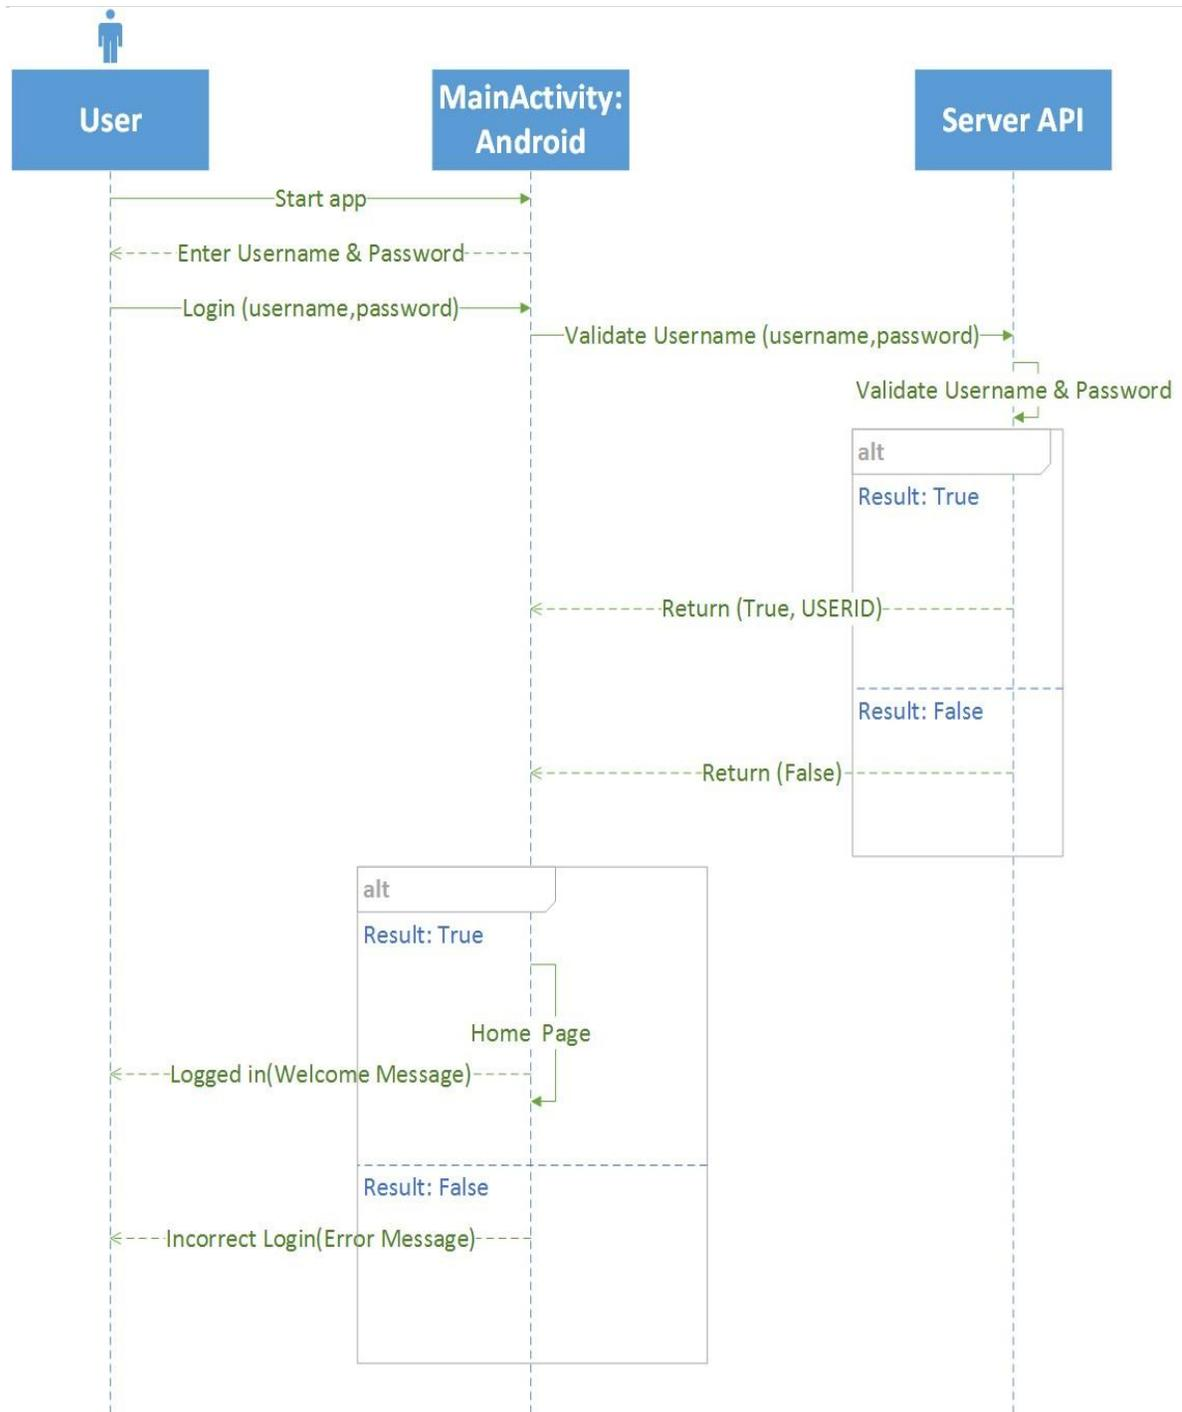 User
MainActivity:
Android
Server API
Start app
Enter Username & Password
Login (username,password)
Validate Username (username,password)
Validate Username & Password
alt
Result: True
Return (True, USERID)
Result: False
Return (False)
alt
Result: True
Home Page
Logged in(Welcome Message)
Result: False
Incorrect Login(Error Message)